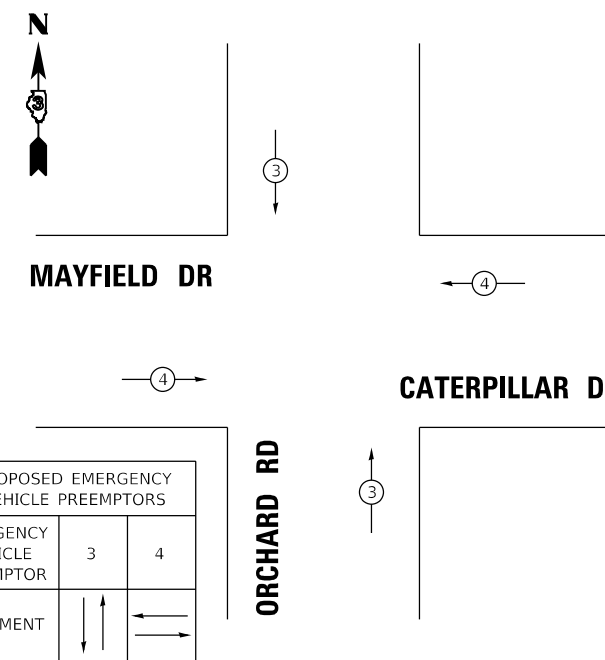 N
3
3
MAYFIELD DR
4
4
CATERPILLAR D
ORCHARD RD
3
OPOSED EMERGENCY
EHICLE PREEMPTORS
GENCY
ICLE
MPTOR
3
4
MENT